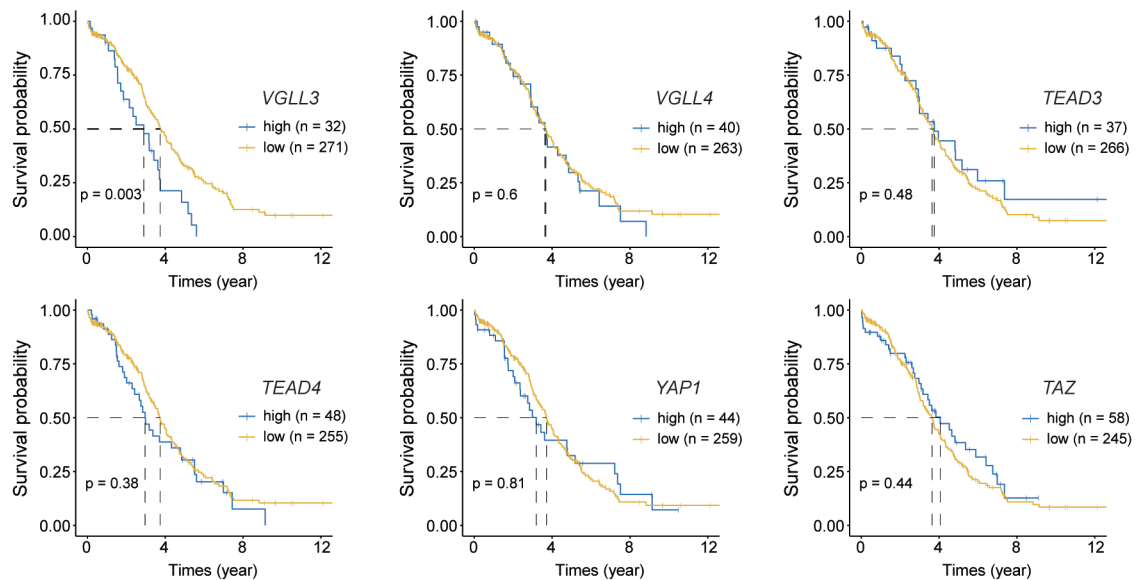 1.00
0.75
0.50
0.25
0.00
Survival probability
VGLL3
high (n = 32)
low (n = 271)
p = 0.003
0 4 8 12
Times (year)
1.00
0.75
0.50
0.25
0.00
Survival probability
VGLL4
high (n = 40)
low (n = 263)
p = 0.6
0 4 8 12
Times (year)
1.00
0.75
0.50
0.25
0.00
Survival probability
TEAD3
high (n = 37)
low (n = 266)
p = 0.48
0 4 8 12
Times (year)
1.00
0.75
0.50
0.25
0.00
Survival probability
TEAD4
high (n = 48)
low (n = 255)
p = 0.38
0 4 8 12
Times (year)
1.00
0.75
0.50
0.25
0.00
Survival probability
YAP1
high (n = 44)
low (n = 259)
p = 0.81
0 4 8 12
Times (year)
1.00
0.75
0.50
0.25
0.00
Survival probability
TAZ
high (n = 58)
low (n = 245)
p = 0.44
0 4 8 12
Times (year)